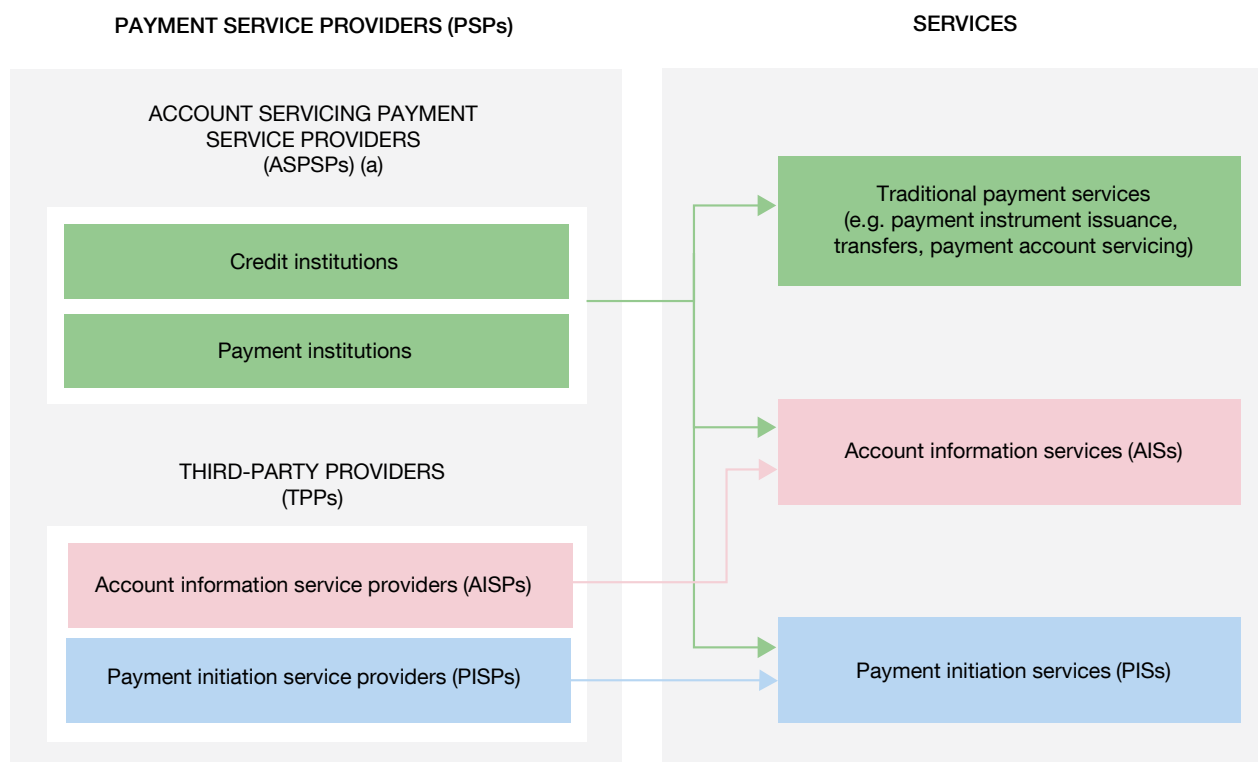 PAYMENT SERVICE PROVIDERS (PSPs)
ACCOUNT SERVICING PAYMENT
SERVICE PROVIDERS
(ASPSPs) (a)
Credit institutions
Payment institutions
THIRD-PARTY PROVIDERS
(TPPs)
Account information service providers (AISPs)
Payment initiation service providers (PISPs)
SERVICES
Traditional payment services
(e.g. payment instrument issuance,
transfers, payment account servicing)
Account information services (AISs)
Payment initiation services (PISs)